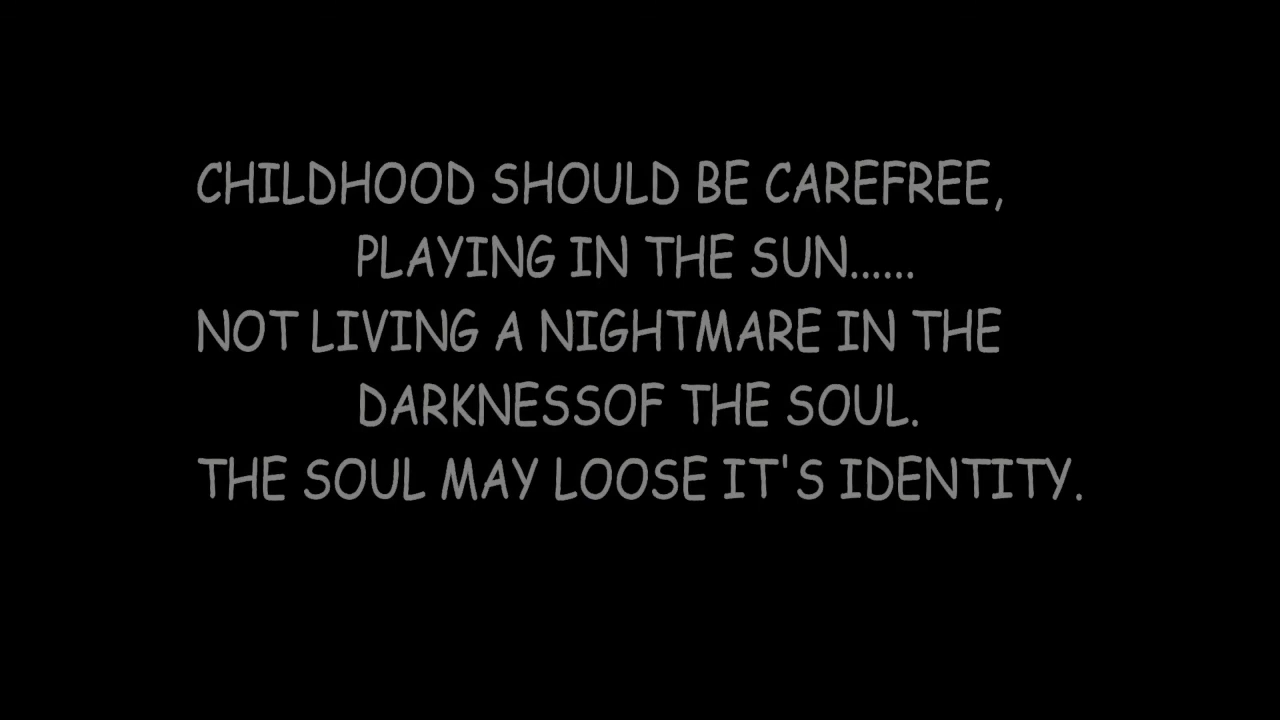 CHILDHOOD SHOULD BE CAREFREE,
PLAYING IN THE SUN......
NOT LIVING A NIGHTMARE IN THE
DARKNESSOF THE SOUL.
THE SOUL MAY LOOSE IT'S IDENTITY.